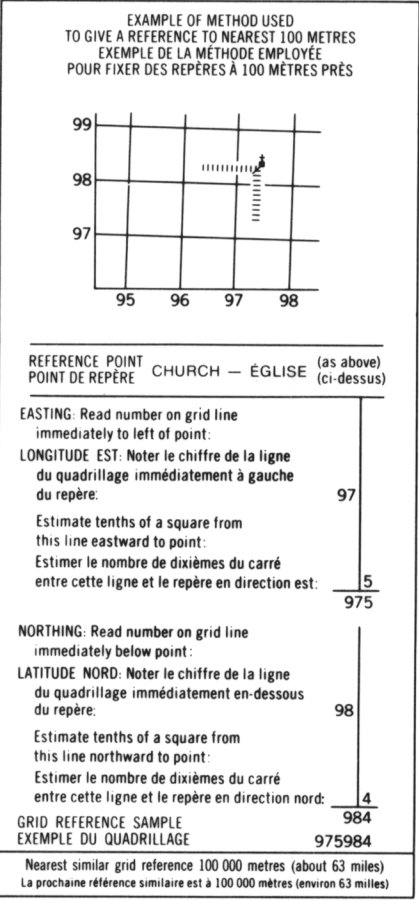 EXAMPLE OF METHOD USED
TO GIVE A REFERENCE TO NEAREST 100 METRES
EXEMPLE DE LA MÉTHODE EMPLOYÉE
POUR FIXER DES REPÈRES À 100 MÈTRES PRÈS
99
98
97
95 96 97 98
REFERENCE POINT CHURCH — ÉGLISE (as above)
POINT DE REPÈRE (ci-dessus)
EASTING: Read number on grid line
immediately to left of point:
LONGITUDE EST: Noter le chiffre de la ligne
du quadrillage immédiatement à gauche
du repère: 97
Estimate tenths of a square from
this line eastward to point:
Estimer le nombre de dixièmes du carré
entre cette ligne et le repère en direction est: 5
975
NORTHING: Read number on grid line
immediately below point:
LATITUDE NORD: Noter le chiffre de la ligne
du quadrillage immédiatement en-dessous
du repère: 98
Estimate tenths of a square from
this line northward to point:
Estimer le nombre de dixièmes du carré
entre cette ligne et le repère en direction nord: 4
GRID REFERENCE SAMPLE 984
EXEMPLE DU QUADRILLAGE 975984
Nearest similar grid reference 100 000 metres (about 63 miles)
La prochaine référence similaire est à 100 000 mètres (environ 63 milles)